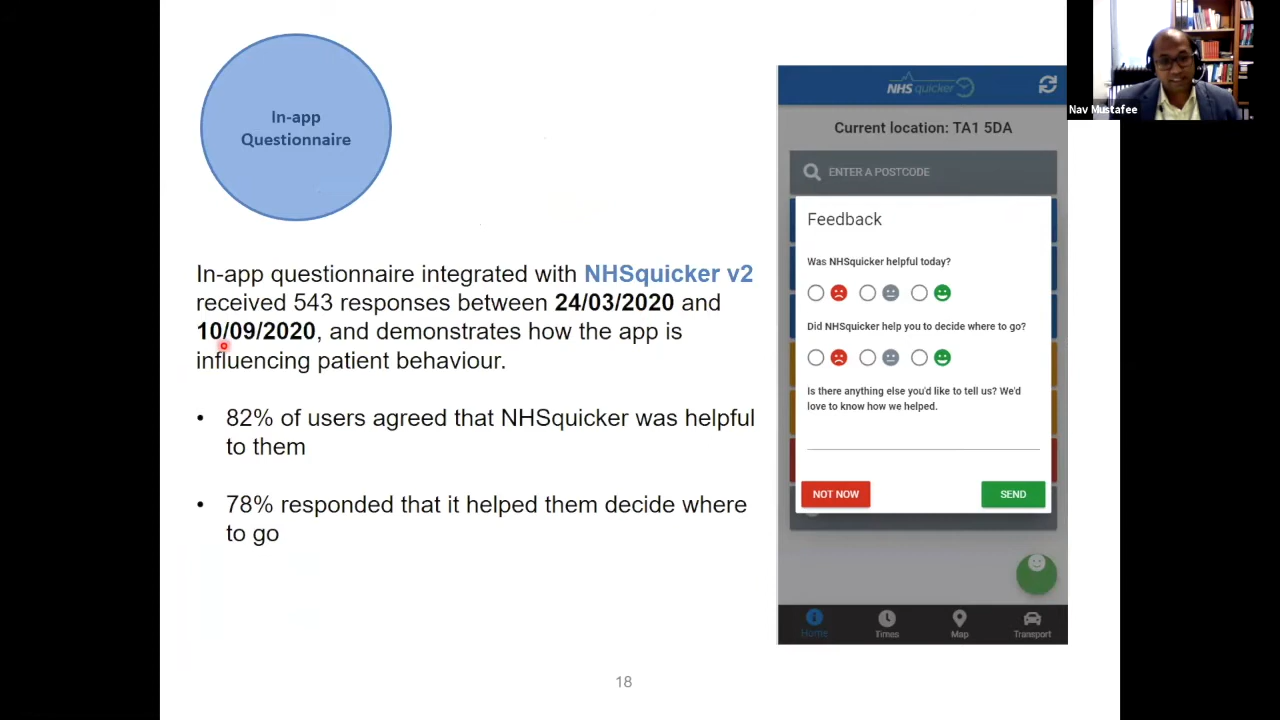 In-app
Questionnaire
In-app questionnaire integrated with NHSquicker v2
received 543 responses between 24/03/2020 and
10/09/2020, and demonstrates how the app is
influencing patient behaviour.
• 82% of users agreed that NHSquicker was helpful
to them
• 78% responded that it helped them decide where
to go
NHS quicker
Current location: TA1 5DA
ENTER A POSTCODE
Feedback
Was NHSquicker helpful today?
Did NHSquicker help you to decide where to go?
Is there anything else you'd like to tell us? We'd
love to know how we helped.
NOT NOW
SEND
Home
Times
Map
Transport
Nav Mustafee
18